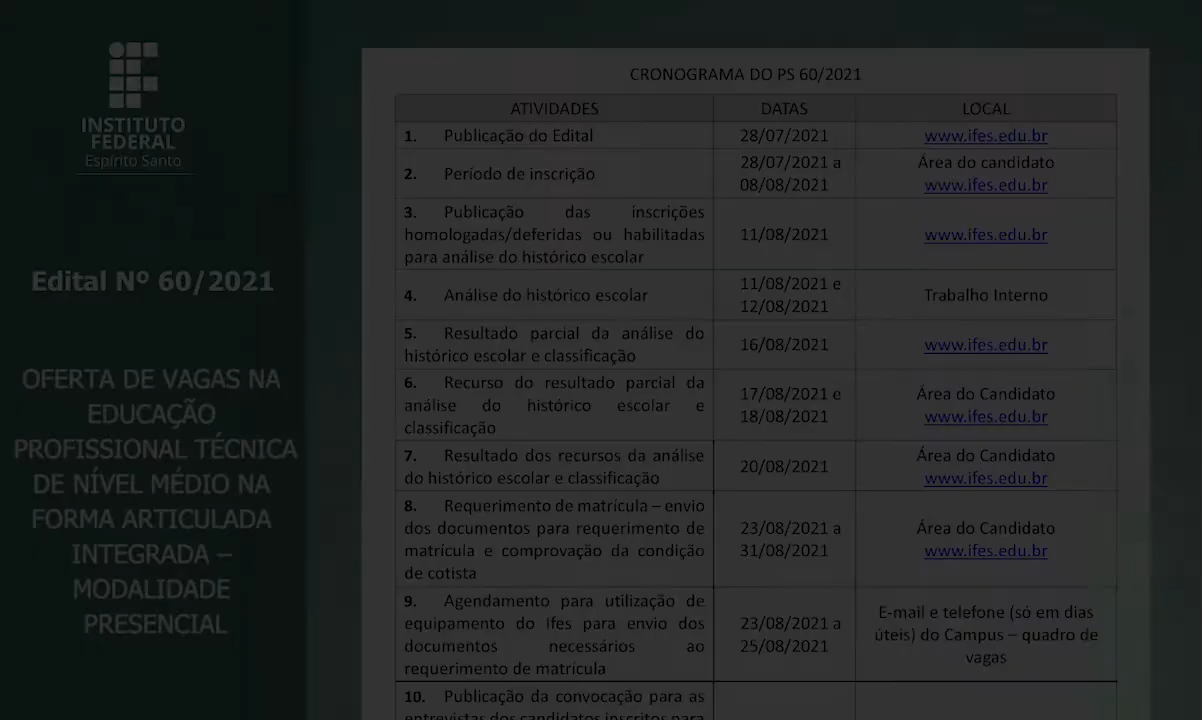 INSTITUTO
FEDERAL
Espírito Santo
Edital Nº 60/2021
OFERTA DE VAGAS NA
EDUCAÇÃO
PROFISSIONAL TÉCNICA
DE NÍVEL MÉDIO NA
FORMA ARTICULADA
INTEGRADA –
MODALIDADE
PRESENCIAL
CRONOGRAMA DO PS 60/2021
ATIVIDADES DATAS LOCAL
1. Publicação do Edital 28/07/2021 www.ifes.edu.br
2. Período de inscrição
28/07/2021 a
08/08/2021
Área do candidato
www.ifes.edu.br
3. Publicação das inscrições
homologadas/deferidas ou habilitadas
para análise do histórico escolar
11/08/2021
www.ifes.edu.br
4. Análise do histórico escolar
11/08/2021 e
12/08/2021
Trabalho Interno
5. Resultado parcial da análise do
histórico escolar e classificação
16/08/2021
www.ifes.edu.br
6. Recurso do resultado parcial da
análise do histórico escolar e
classificação
17/08/2021 e
18/08/2021
Área do Candidato
www.ifes.edu.br
7. Resultado dos recursos da análise
do histórico escolar e classificação
20/08/2021
Área do Candidato
www.ifes.edu.br
8. Requerimento de matrícula – envio
dos documentos para requerimento de
matrícula e comprovação da condição
de cotista
23/08/2021 a
31/08/2021
Área do Candidato
www.ifes.edu.br
9. Agendamento para utilização de
equipamento do Ifes para envio dos
documentos necessários ao
requerimento de matrícula
23/08/2021 a
25/08/2021
E-mail e telefone (só em dias
úteis) do Campus – quadro de
vagas
10. Publicação da convocação para as
entrevistas dos candidatos inscritos para